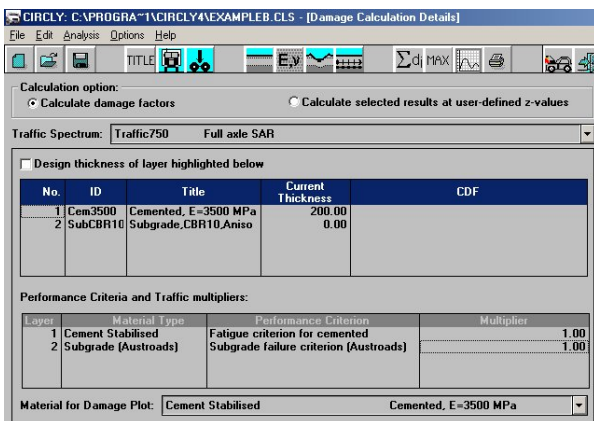 CIRCLY: C:\PROGRA~1\CIRCLY4\EXAMPLEB.CLS - [Damage Calculation Details]
File Edit Analysis Options Help
TITLE E,ν Σdi MAX
Calculation option:
Calculate damage factors Calculate selected results at user-defined z-values
Traffic Spectrum: Traffic750 Full axle SAR
Design thickness of layer highlighted below
No. ID Title Current Thickness CDF
1 Cem3500 Cemented, E=3500 MPa 200.00
2 SubCBR10 Subgrade,CBR10,Aniso 0.00
Performance Criteria and Traffic multipliers:
Layer Material Type Performance Criterion Multiplier
1 Cement Stabilised Fatigue criterion for cemented 1.00
2 Subgrade (Austroads) Subgrade failure criterion (Austroads) 1.00
Material for Damage Plot: Cement Stabilised Cemented, E=3500 MPa